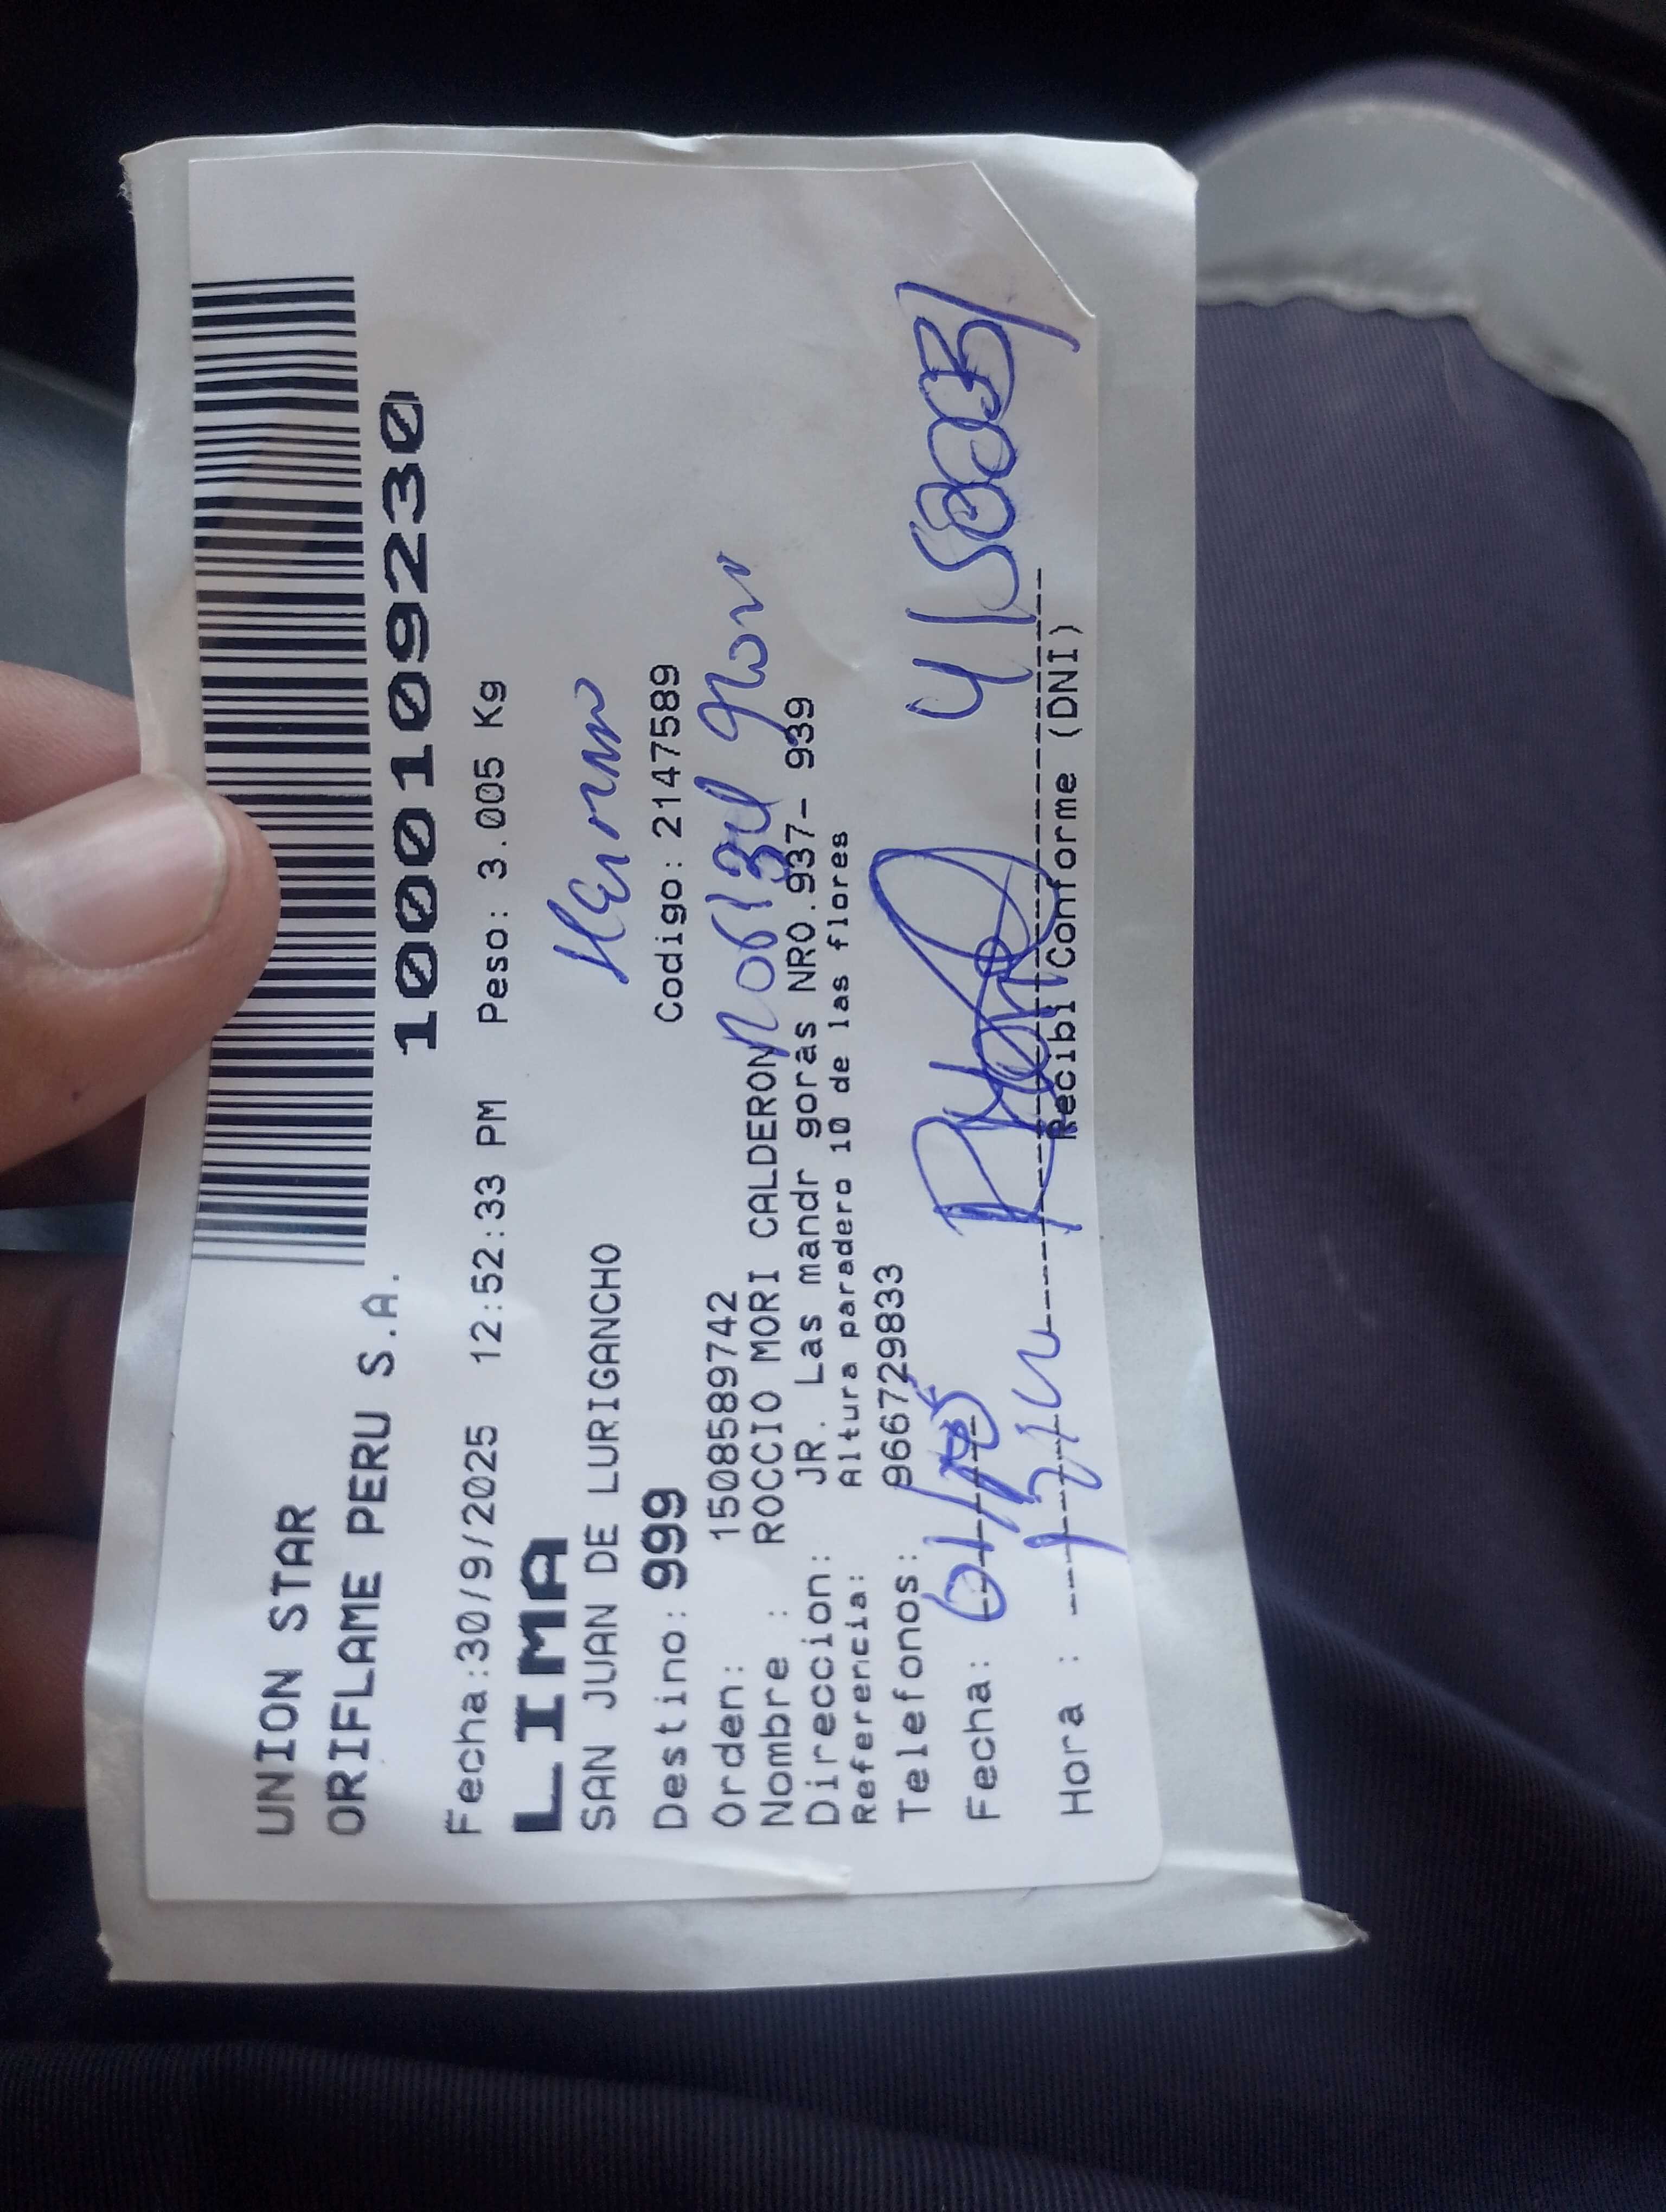 UNION STAR
ORIFLAME PERU S.A.
1000109230
Fecha:30/9/2025 12:52:33 PM Peso: 3.005 Kg
LIMA
SAN JUAN DE LURIGANCHO
Destino: 999 Codigo: 2147589
Orden: 1508589742
Nombre : ROCCIO MORI CALDERON
Direccion: JR. Las mandr goras NRO.937- 939
Referencia: Altura paradero 10 de las flores
Telefonos: 966729833
Fecha:
Hora :
Recibi Conforme (DNI)